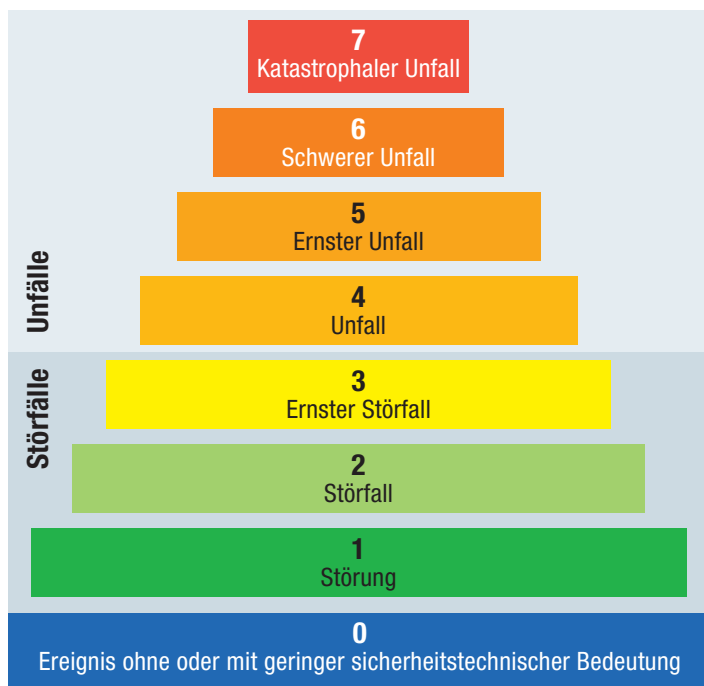 7
Katastrophaler Unfall
6
Schwerer Unfall
5
Ernster Unfall
4
Unfall
Unfälle
3
Ernster Störfall
2
Störfall
Störfälle
1
Störung
0
Ereignis ohne oder mit geringer sicherheitstechnischer Bedeutung